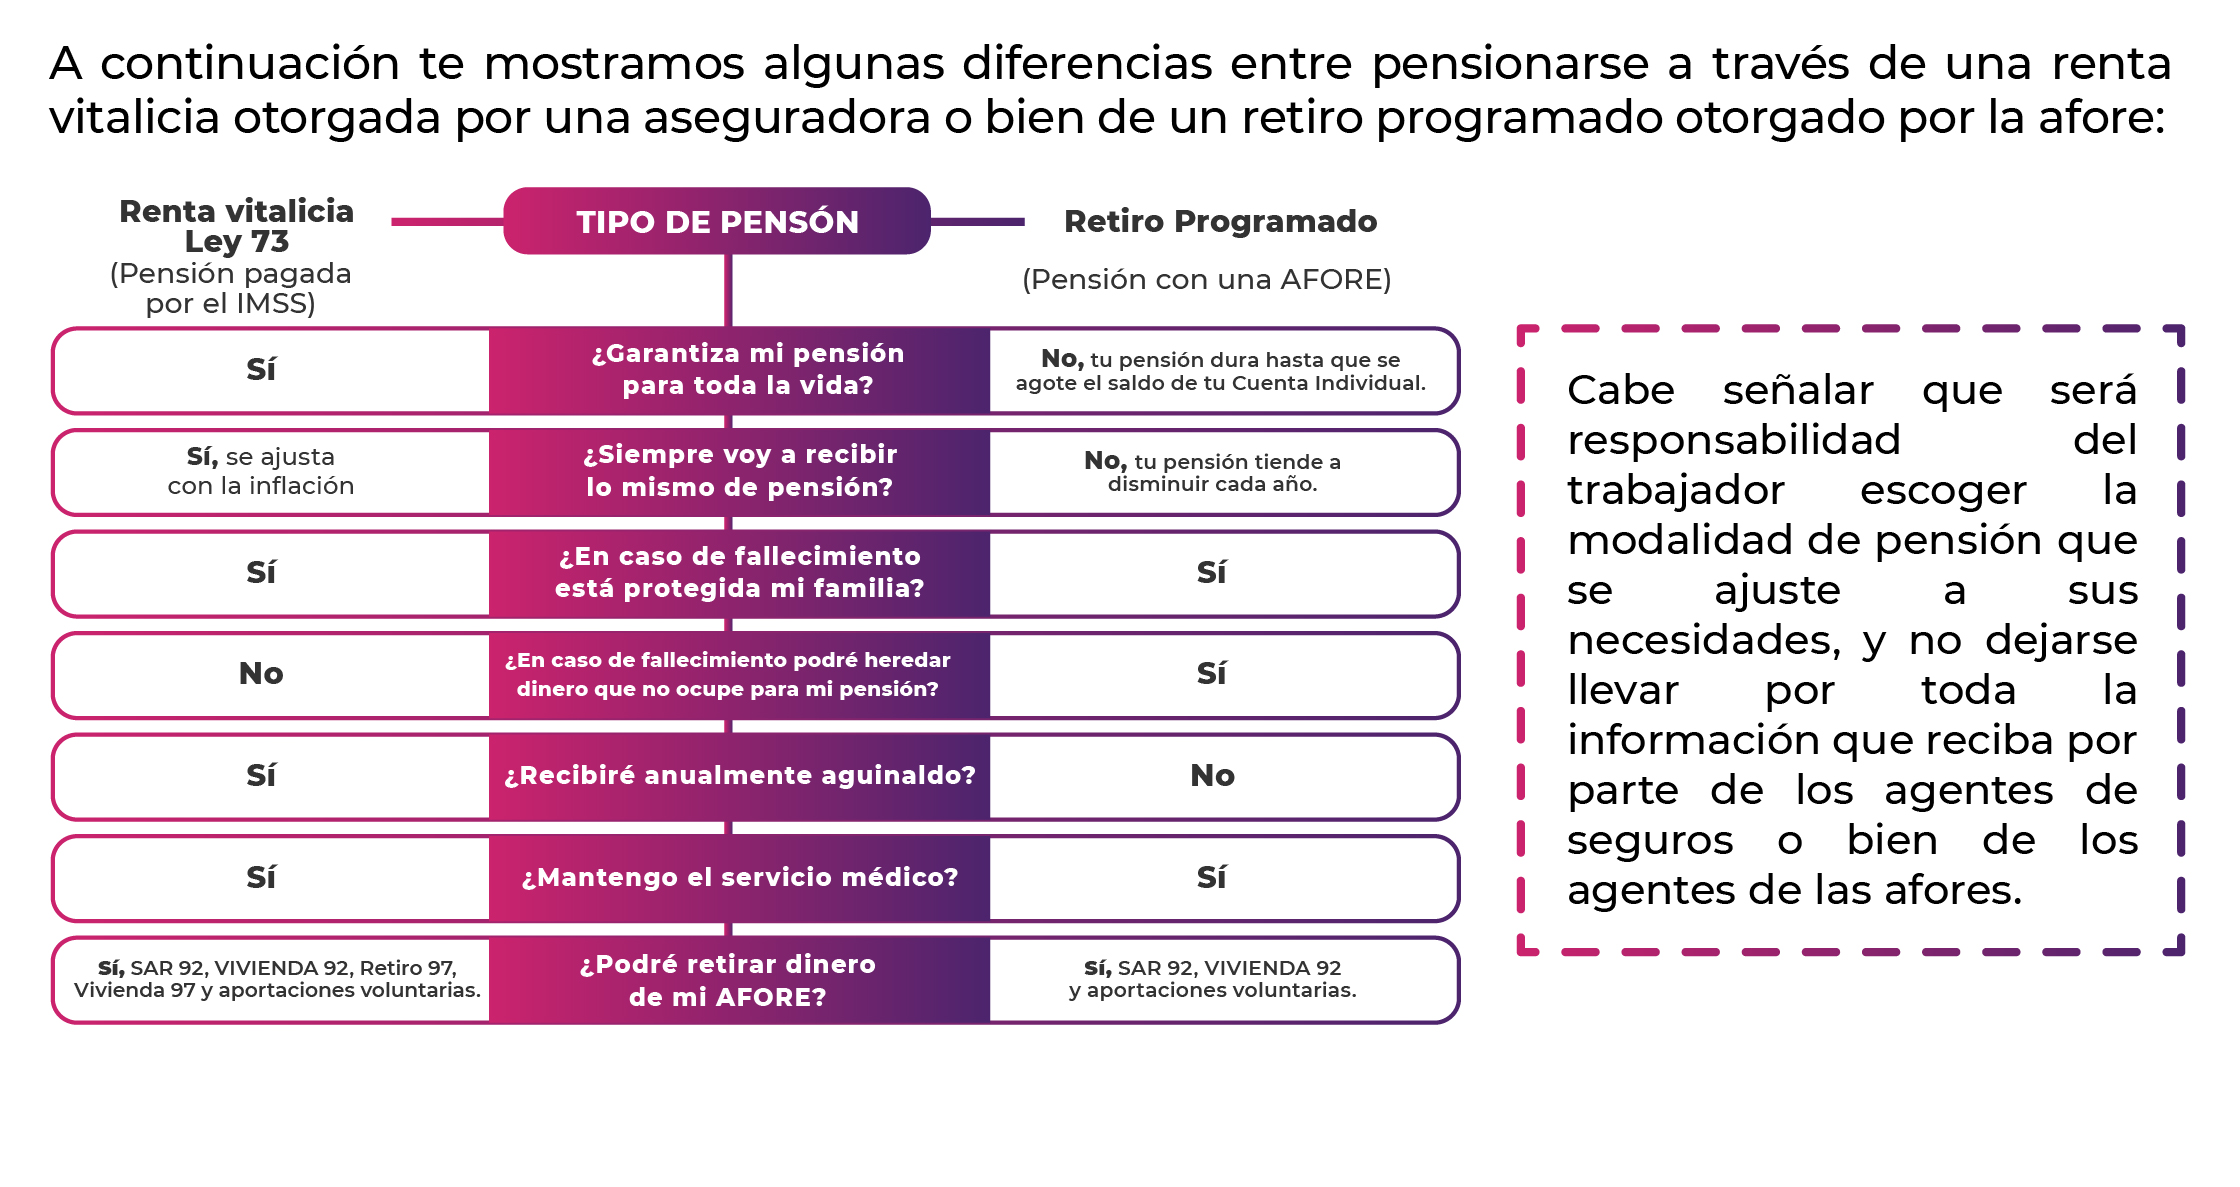 A continuación te mostramos algunas diferencias entre pensionarse a través de una renta
vitalicia otorgada por una aseguradora o bien de un retiro programado otorgado por la afore:
Renta vitalicia
Ley 73
(Pensión pagada
por el IMSS)
TIPO DE PENSÓN
Retiro Programado
(Pensión con una AFORE)
Sí
¿Garantiza mi pensión
para toda la vida?
No, tu pensión dura hasta que se
agote el saldo de tu Cuenta Individual.
Sí, se ajusta
con la inflación
¿Siempre voy a recibir
lo mismo de pensión?
No, tu pensión tiende a
disminuir cada año.
Sí
¿En caso de fallecimiento
está protegida mi familia?
Sí
No
¿En caso de fallecimiento podré heredar
dinero que no ocupe para mi pensión?
Sí
Sí
¿Recibiré anualmente aguinaldo?
No
Sí
¿Mantengo el servicio médico?
Sí
Sí, SAR 92, VIVIENDA 92, Retiro 97,
Vivienda 97 y aportaciones voluntarias.
¿Podré retirar dinero
de mi AFORE?
Sí, SAR 92, VIVIENDA 92
y aportaciones voluntarias.
Cabe señalar que será
responsabilidad del
trabajador escoger la
modalidad de pensión que
se ajuste a sus
necesidades, y no dejarse
llevar por toda la
información que reciba por
parte de los agentes de
seguros o bien de los
agentes de las afores.